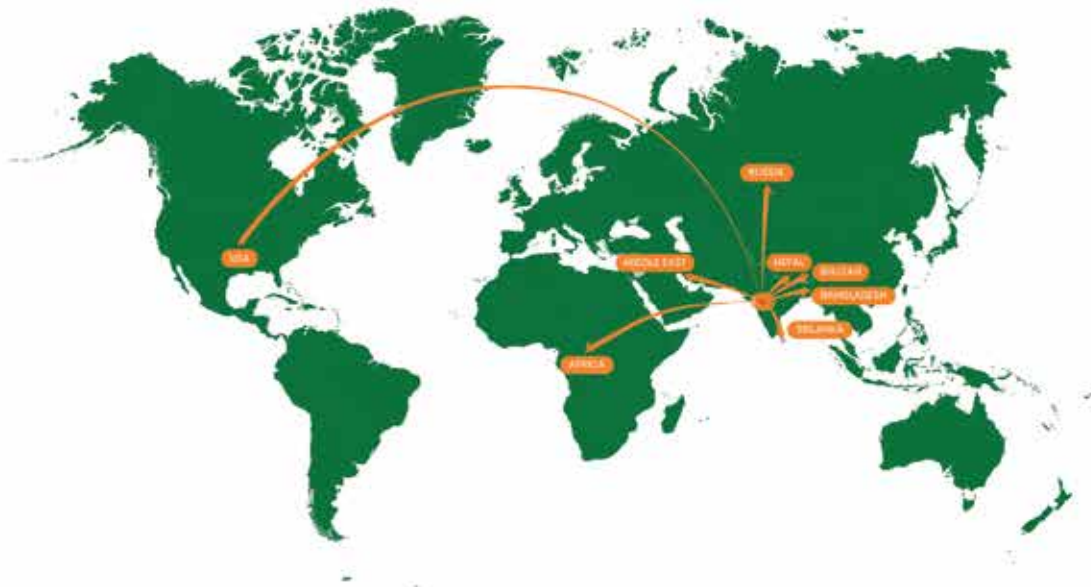 RUSSIA
USA
MIDDLE EAST
NEPAL
BHUTAN
BANGLADESH
SRILANKA
AFRICA